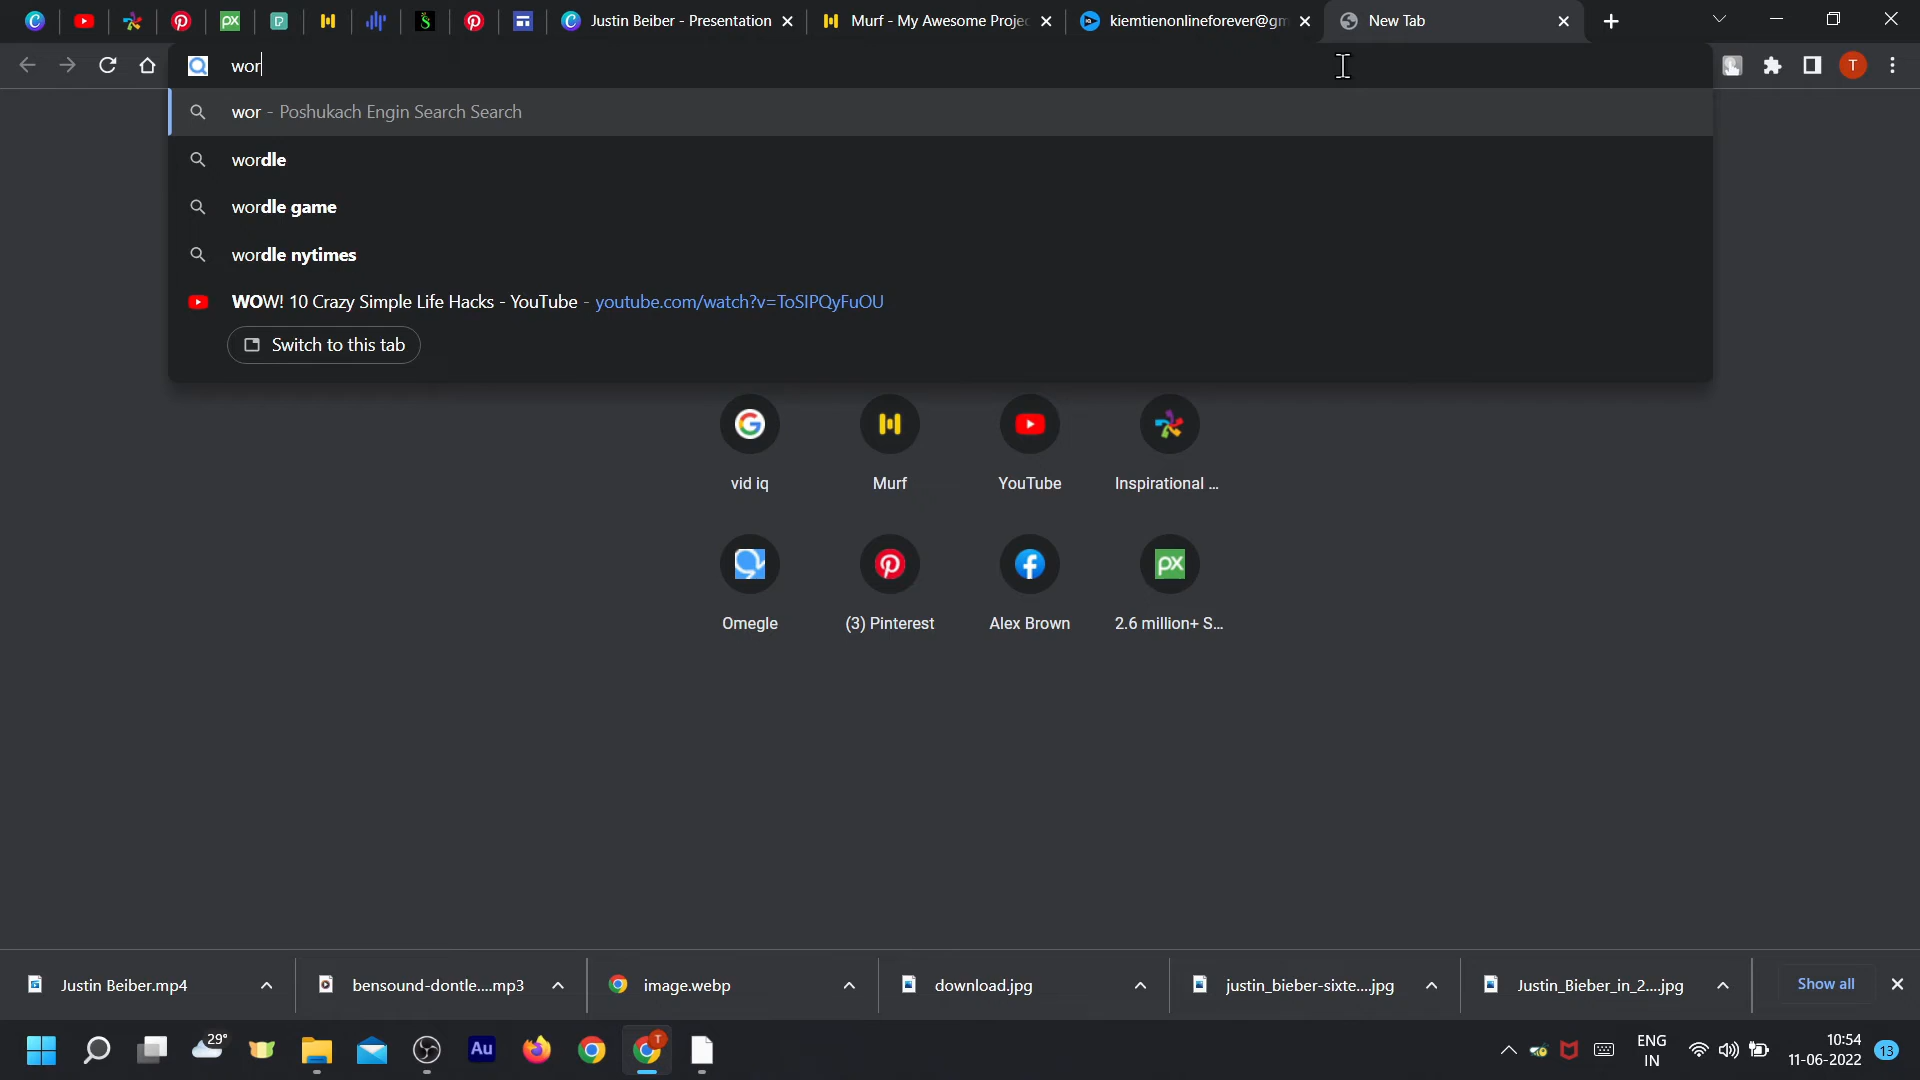 Justin Beiber - Presentation
Murf - My Awesome Proje
kiemtienonlineforever@gm
New Tab
wor
T
wor - Poshukach Engin Search Search
wordle
wordle game
wordle nytimes
WOW! 10 Crazy Simple Life Hacks - YouTube - youtube.com/watch?v=ToSIPQyFuOU
Switch to this tab
vid iq
Murf
YouTube
Inspirational ...
Omegle
(3) Pinterest
Alex Brown
2.6 million+ S...
Justin Beiber.mp4
bensound-dontle....mp3
image.webp
download.jpg
justin_bieber-sixte....jpg
Justin_Bieber_in_2....jpg
Show all
29°
Au
T
ENG
IN
10:54
11-06-2022
13